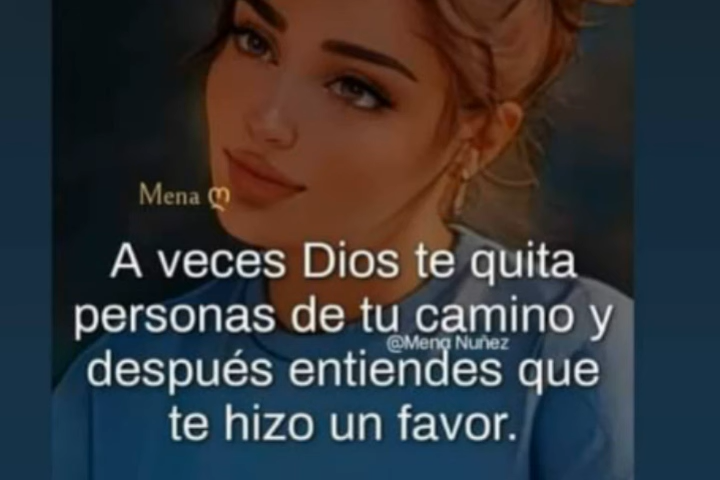 Mena ლ
A veces Dios te quita
personas de tu camino y
@Mena Nuñez
después entiendes que
te hizo un favor.